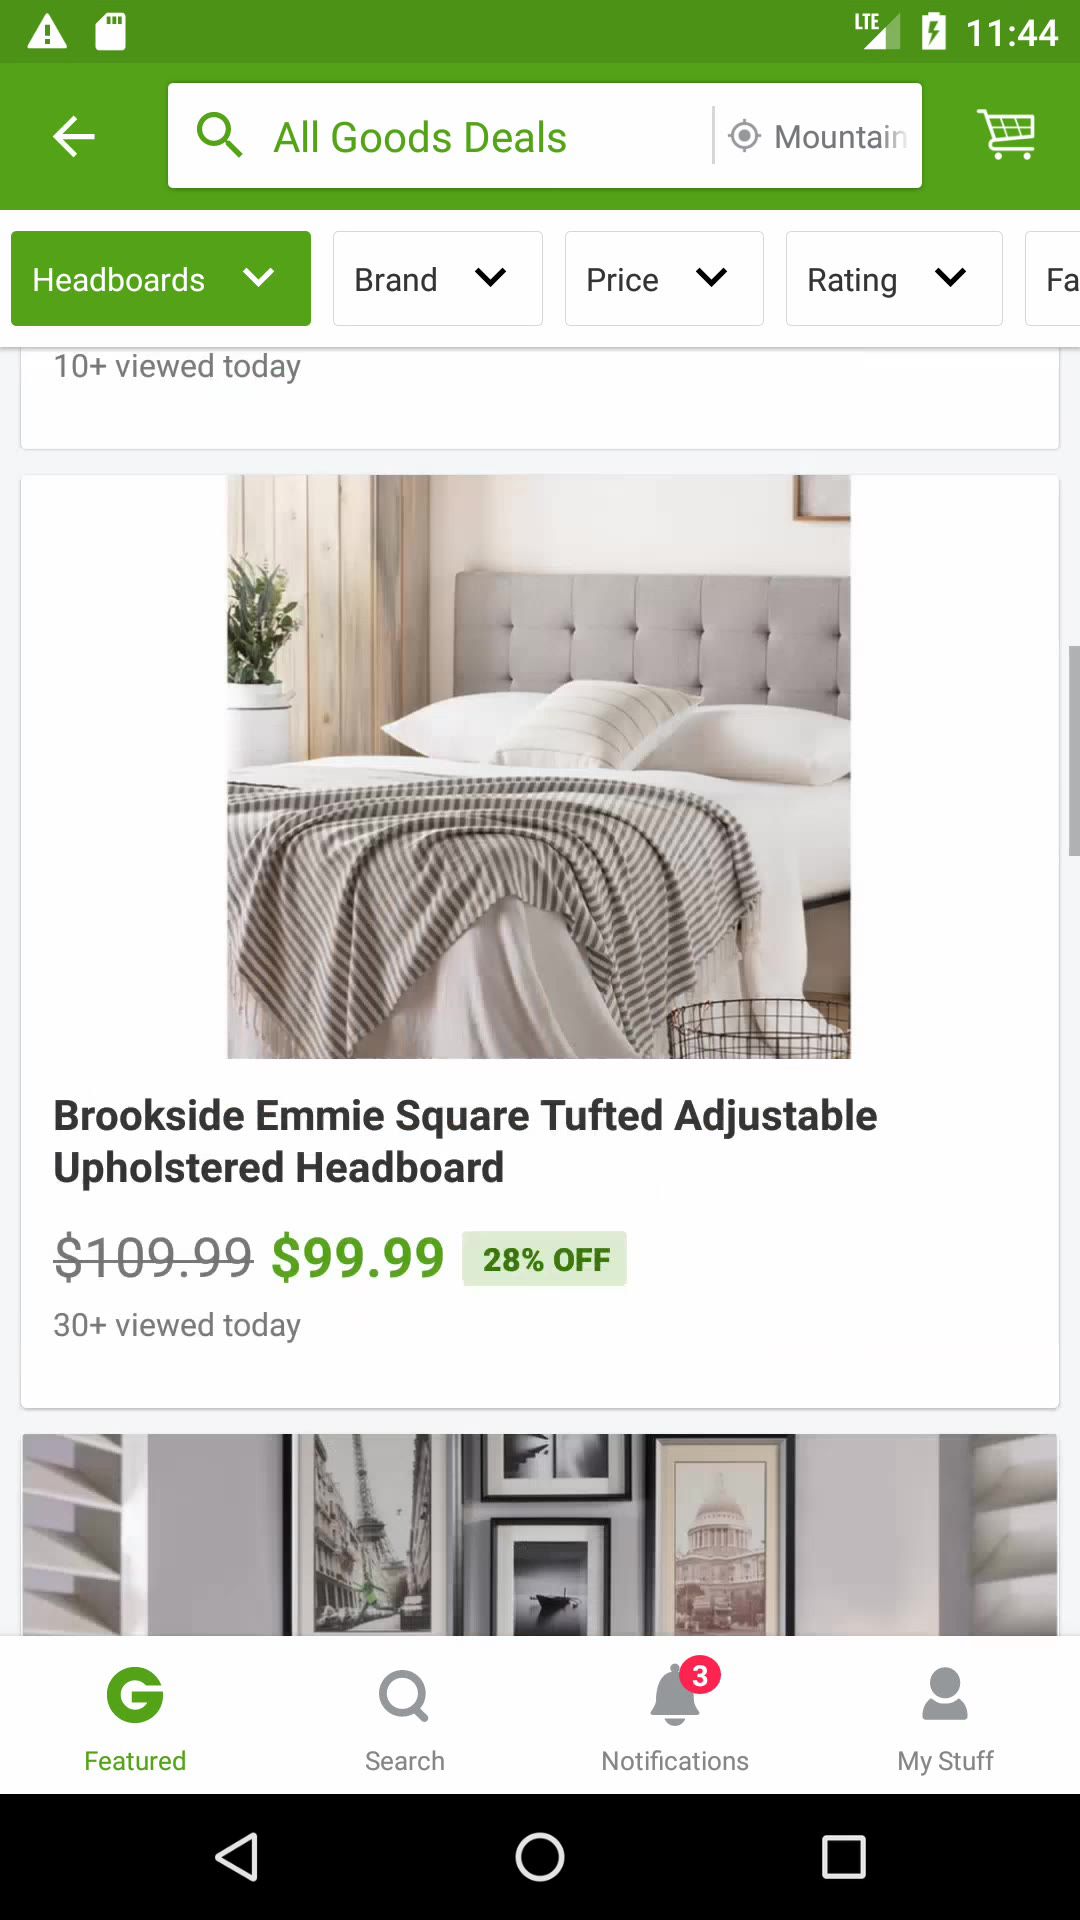 LTE 11:44
All Goods Deals Mountain
Headboards Brand Price Rating Fa
10+ viewed today
Brookside Emmie Square Tufted Adjustable
Upholstered Headboard
$109.99 $99.99 28% OFF
30+ viewed today
3
Featured Search Notifications My Stuff